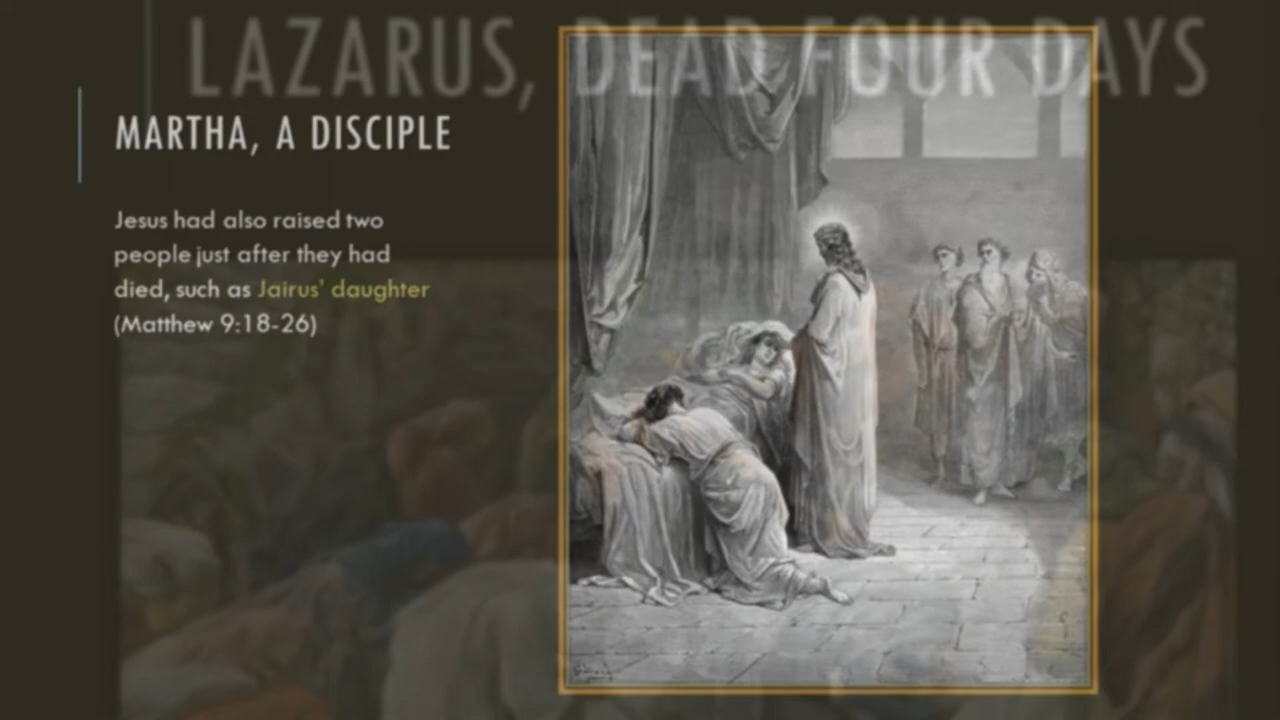 LAZARUS, DEAD FOUR DAYS
MARTHA, A DISCIPLE
Jesus had also raised two
people just after they had
died, such as Jairus' daughter
(Matthew 9:18-26)